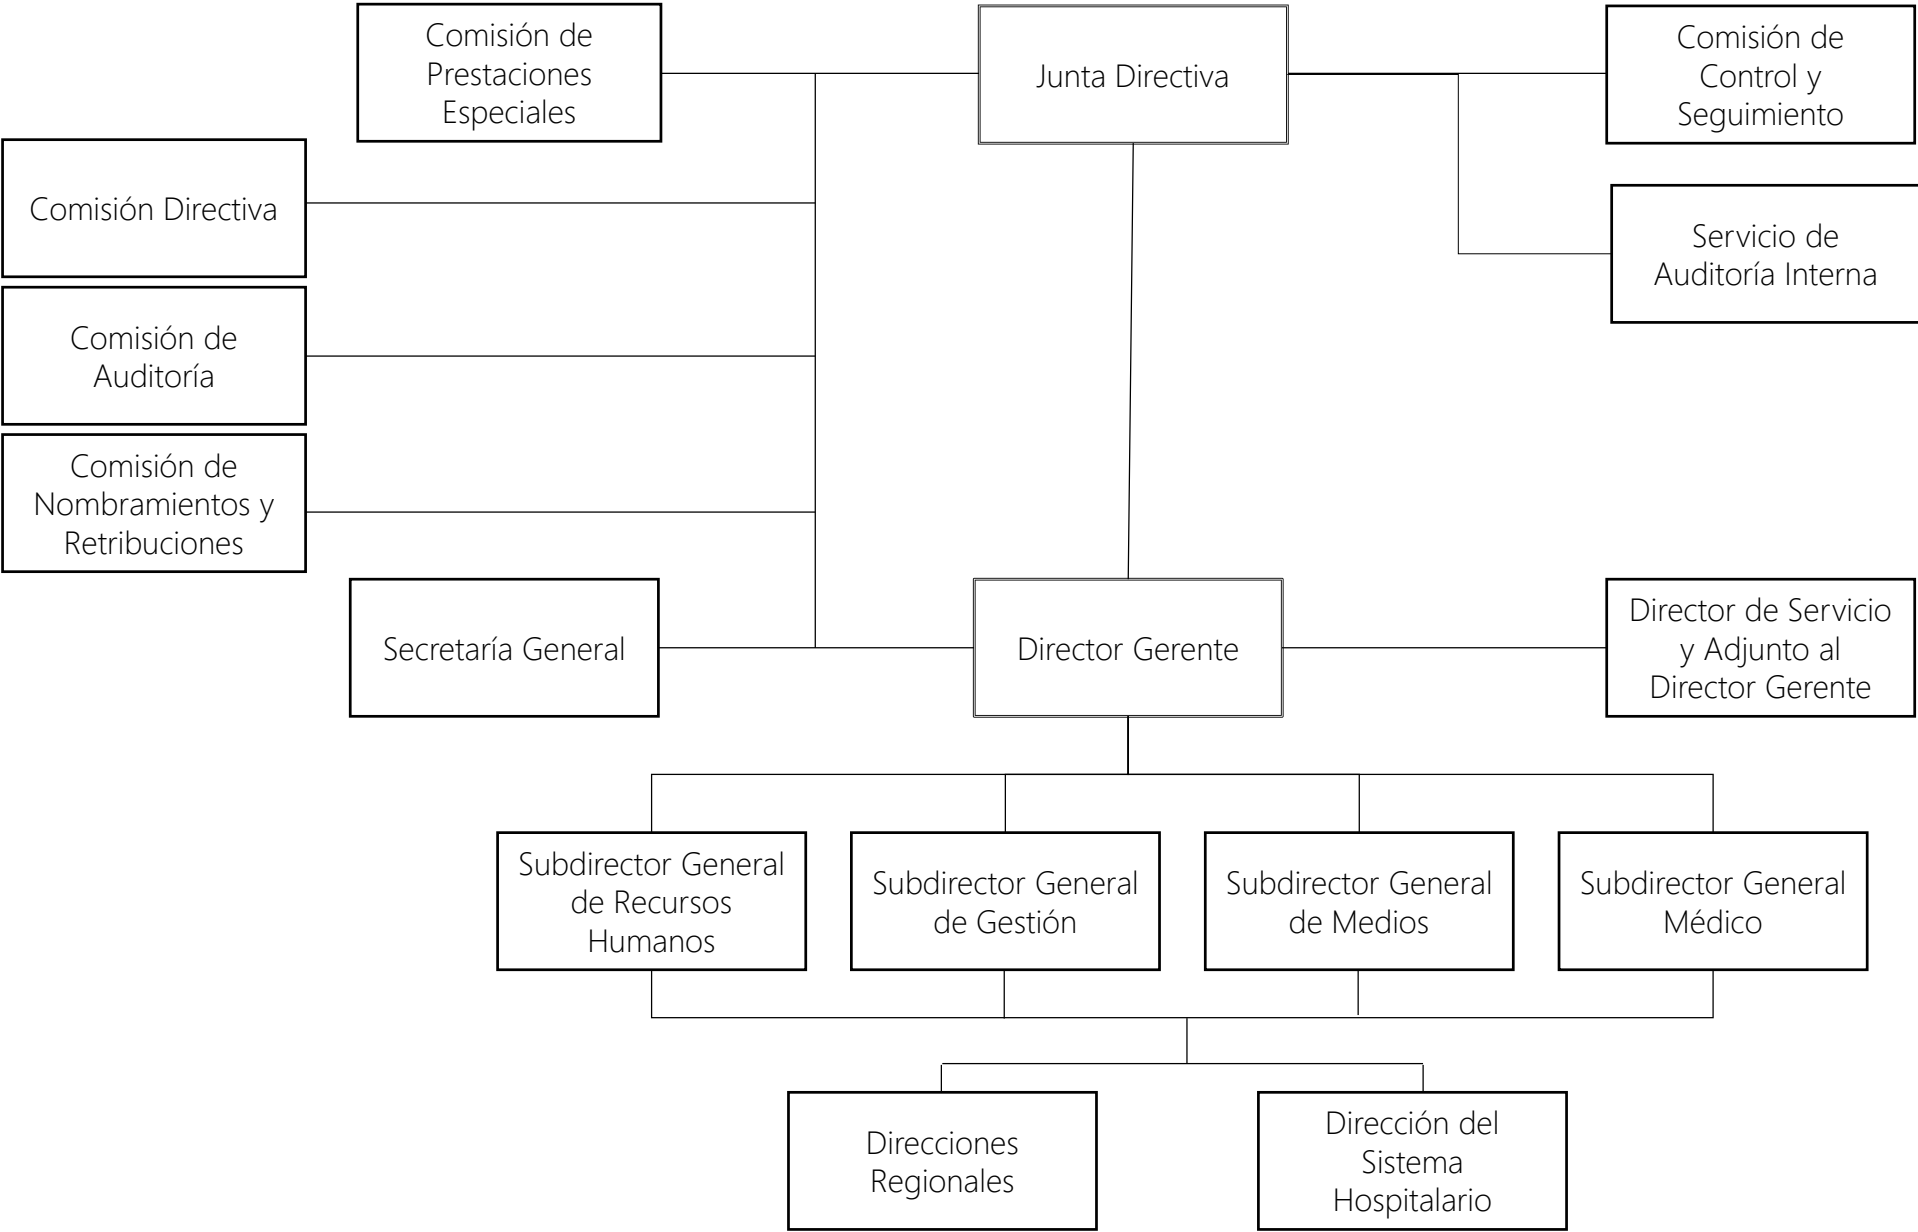 Comisión de
Prestaciones
Especiales
Junta Directiva
Comisión de
Control y
Seguimiento
Comisión Directiva
Servicio de
Auditoría Interna
Comisión de
Auditoría
Comisión de
Nombramientos y
Retribuciones
Secretaría General
Director Gerente
Director de Servicio
y Adjunto al
Director Gerente
Subdirector General
de Recursos
Humanos
Subdirector General
de Gestión
Subdirector General
de Medios
Subdirector General
Médico
Direcciones
Regionales
Dirección del
Sistema
Hospitalario